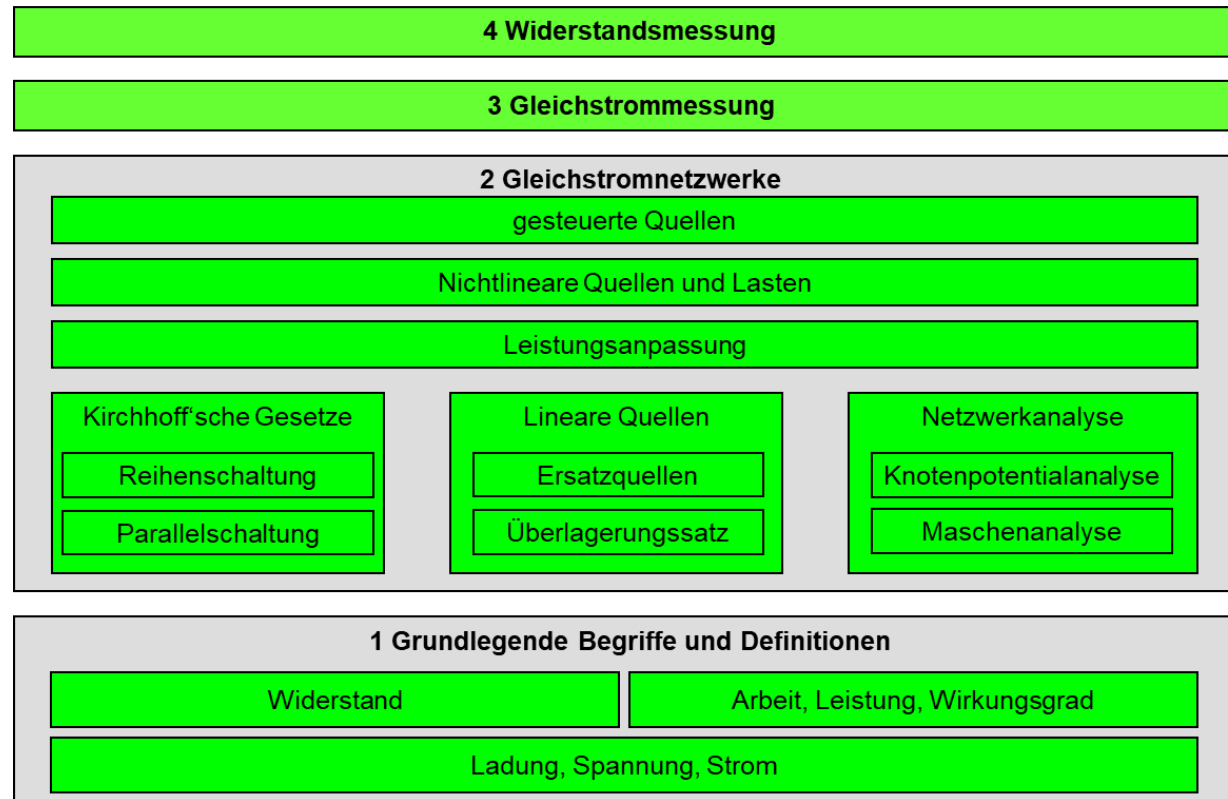 4 Widerstandsmessung
3 Gleichstrommessung
2 Gleichstromnetzwerke
gesteuerte Quellen
Nichtlineare Quellen und Lasten
Leistungsanpassung
Kirchhoff‘sche Gesetze
Reihenschaltung
Parallelschaltung
Lineare Quellen
Ersatzquellen
Überlagerungssatz
Netzwerkanalyse
Knotenpotentialanalyse
Maschenanalyse
1 Grundlegende Begriffe und Definitionen
Widerstand
Arbeit, Leistung, Wirkungsgrad
Ladung, Spannung, Strom